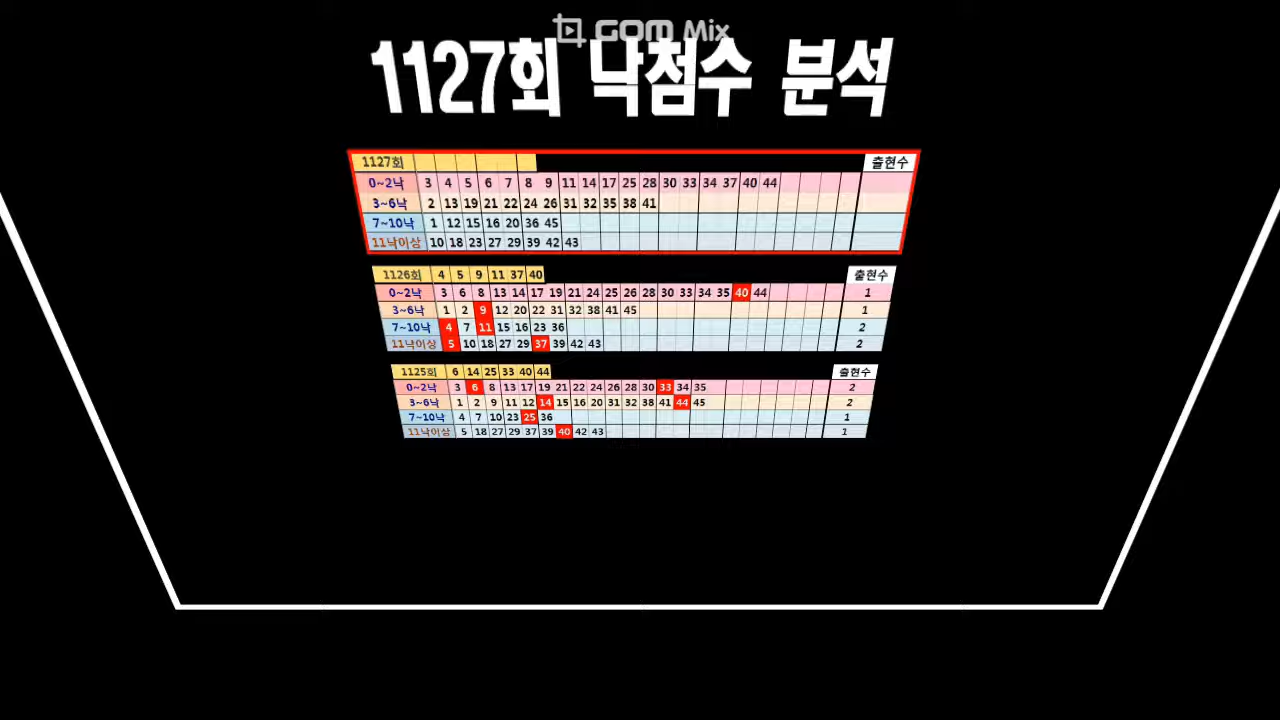 GOM Mix
1127회 낙첨수 분석
1127회 출현수
0~2낙 3 4 5 6 7 8 9 11 14 17 25 28 30 33 34 37 40 44
3~6낙 2 13 19 21 22 24 26 31 32 35 38 41
7~10낙 1 12 15 16 20 36 45
11낙이상 10 18 23 27 29 39 42 43
1126회 4 5 9 11 37 40 출현수
0~2낙 3 6 8 13 14 17 19 21 24 25 26 28 30 33 34 35 40 44 1
3~6낙 1 2 9 12 20 22 31 32 38 41 45 1
7~10낙 4 7 11 15 16 23 36 2
11낙이상 5 10 18 27 29 37 39 42 43 2
1125회 6 14 25 33 40 44 출현수
0~2낙 3 6 8 13 17 19 21 22 24 26 28 30 33 34 35 2
3~6낙 1 2 9 11 12 14 15 16 20 31 32 38 41 44 45 2
7~10낙 4 7 10 23 25 36 1
11낙이상 5 18 27 29 37 39 40 42 43 1